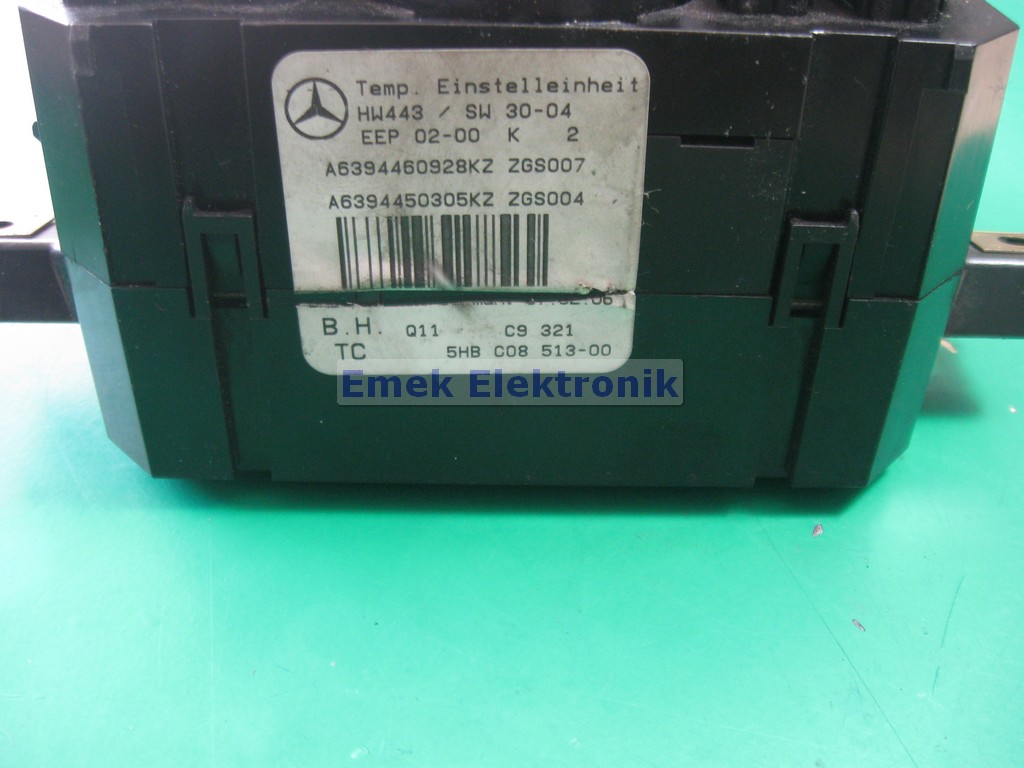 Temp. Einstelleinheit
HW443 / SW 30-04
EEP 02-00 K 2
A6394460928KZ ZGS007
A6394450305KZ ZGS004
B.H. Q11 C9 321
TC 5HB C08 513-00
Emek Elektronik